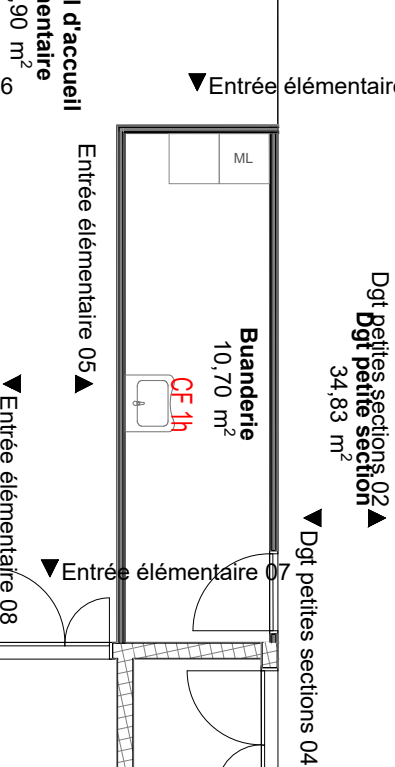 l d'accueil
entaire
,90 m²
6
Entrée élémentaire
Entrée élémentaire 05
ML
Buanderie
10,70 m²
CF 1h
Dgt petites sections 02
Dgt petite section
34,83 m²
Entrée élémentaire 08
Entrée élémentaire 07
Dgt petites sections 04